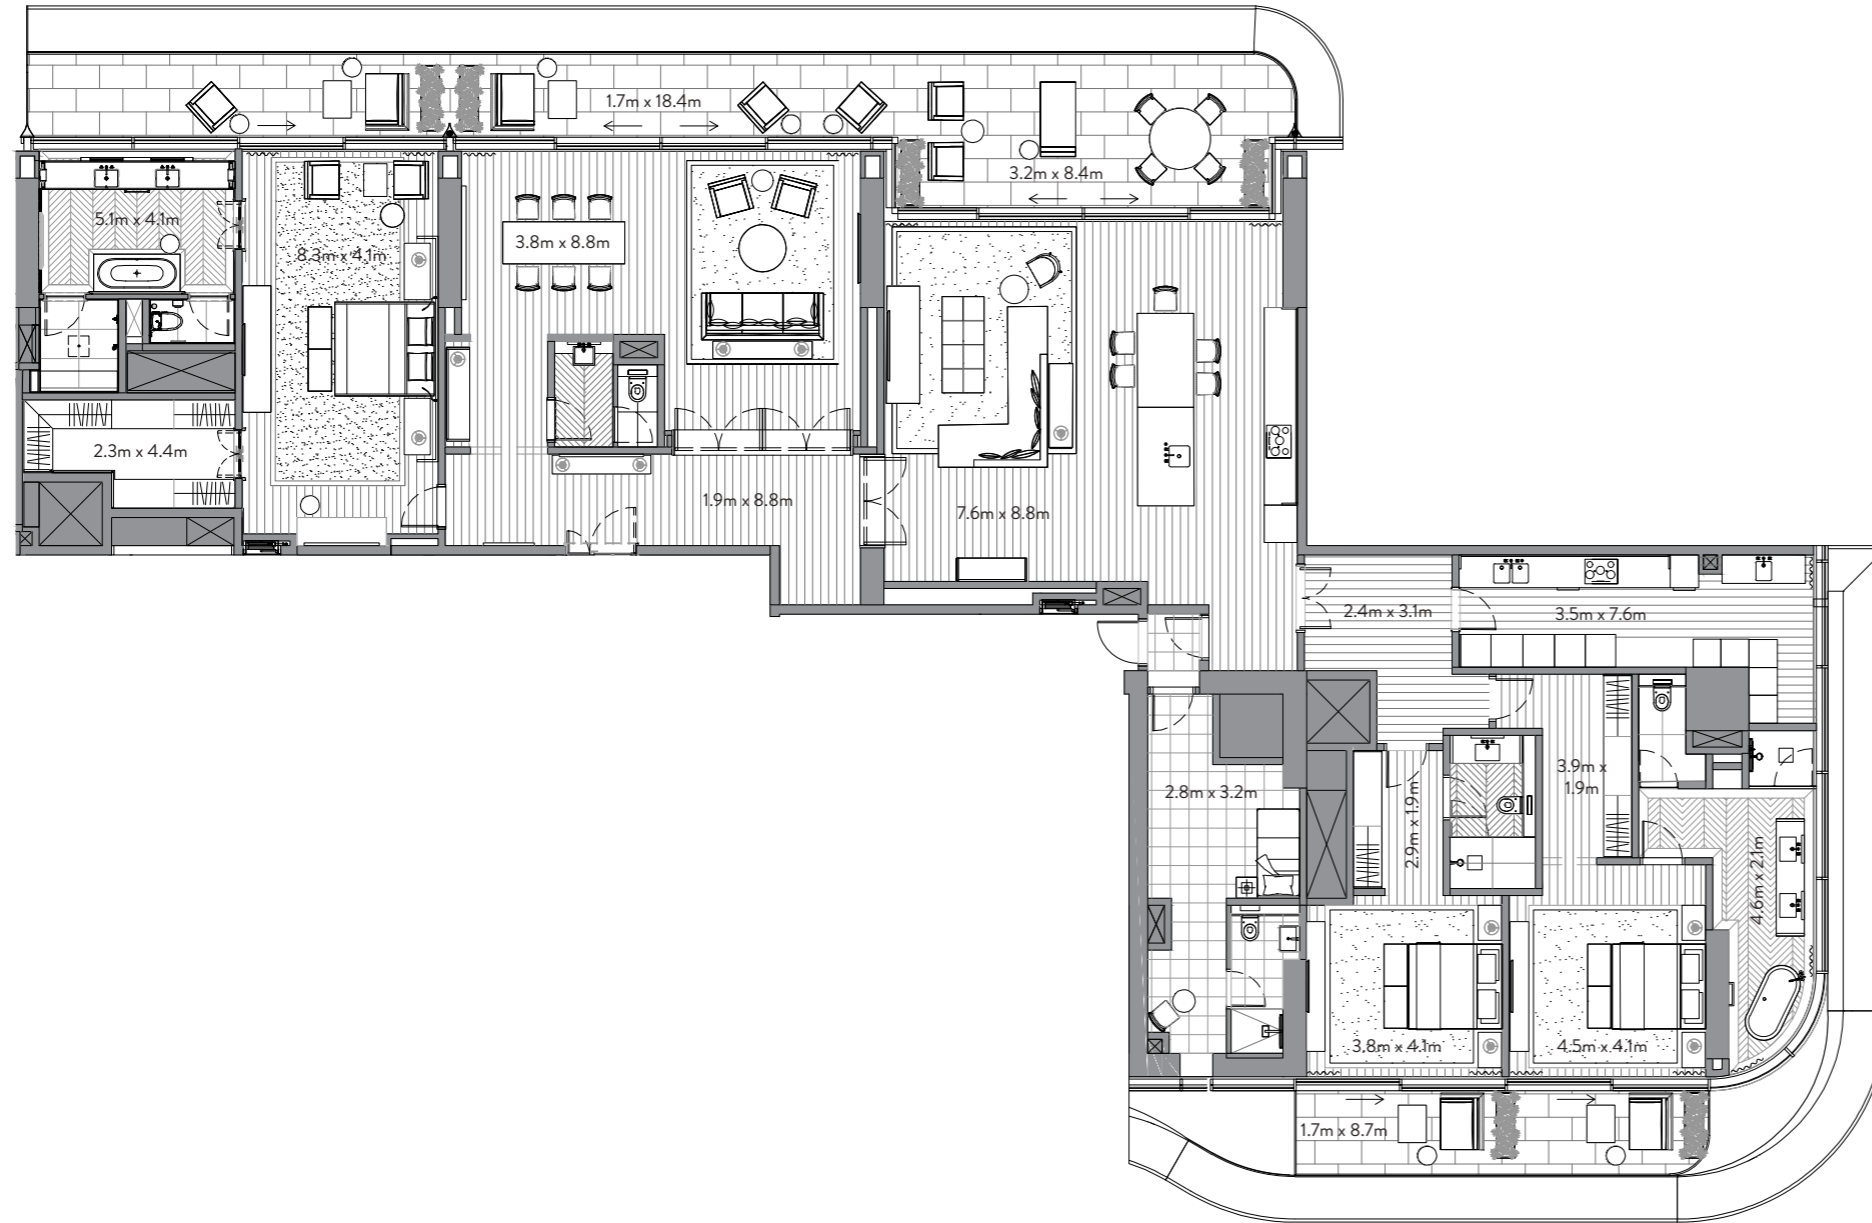 1.7m x 18.4m
3.2m x 8.4m
5.1m x 4.1m
8.3m x 4.1m
3.8m x 8.8m
2.3m x 4.4m
1.9m x 8.8m
7.6m x 8.8m
2.4m x 3.1m
3.5m x 7.6m
2.8m x 3.2m
2.9m x 1.9m
3.9m x
1.9m
4.6m x 2.1m
3.8m x 4.1m
4.5m x 4.1m
1.7m x 8.7m